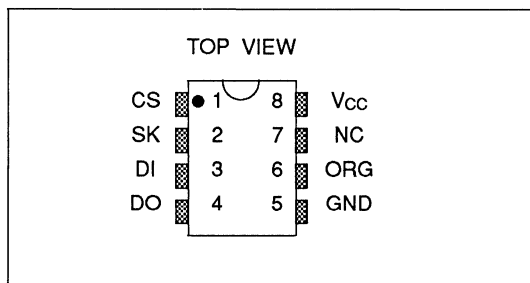 TOP VIEW
CS 1 8 Vcc
SK 2 7 NC
DI 3 6 ORG
DO 4 5 GND